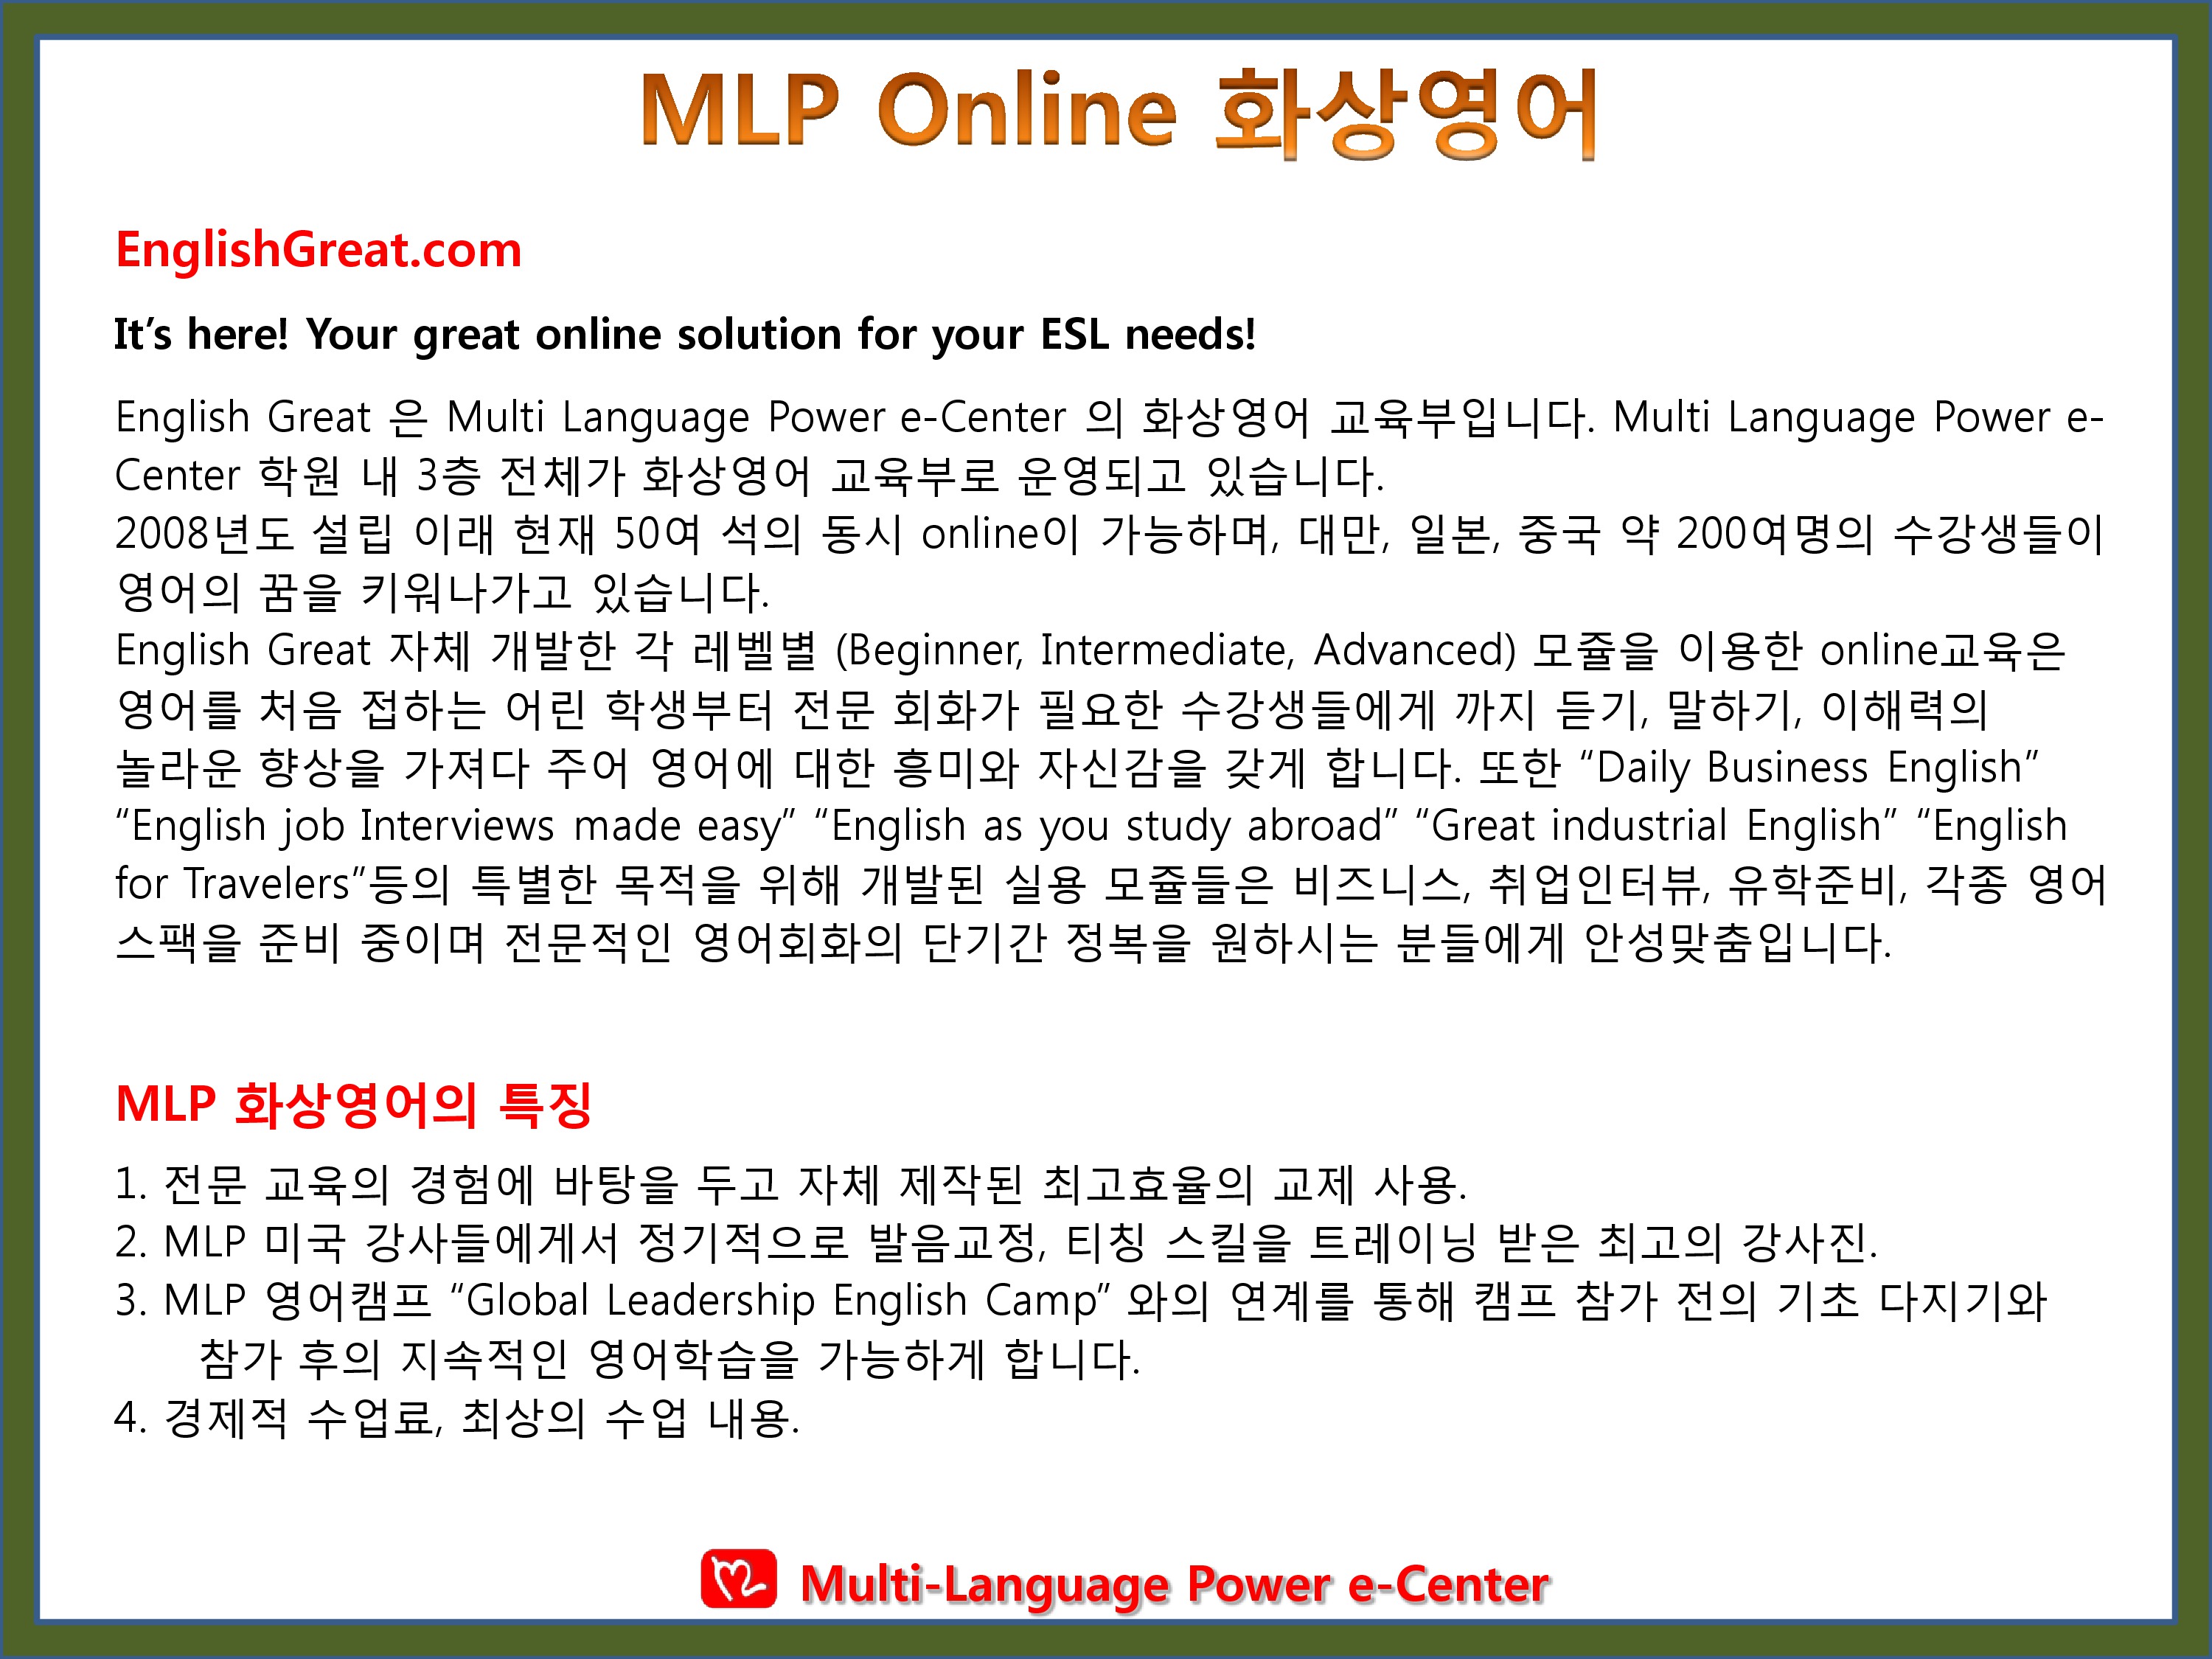 MLP Online 화상영어
EnglishGreat.com
It’s here! Your great online solution for your ESL needs!
English Great 은 Multi Language Power e-Center 의 화상영어 교육부입니다. Multi Language Power e-
Center 학원 내 3층 전체가 화상영어 교육부로 운영되고 있습니다.
2008년도 설립 이래 현재 50여 석의 동시 online이 가능하며, 대만, 일본, 중국 약 200여명의 수강생들이
영어의 꿈을 키워나가고 있습니다.
English Great 자체 개발한 각 레벨별 (Beginner, Intermediate, Advanced) 모쥴을 이용한 online교육은
영어를 처음 접하는 어린 학생부터 전문 회화가 필요한 수강생들에게 까지 듣기, 말하기, 이해력의
놀라운 향상을 가져다 주어 영어에 대한 흥미와 자신감을 갖게 합니다. 또한 “Daily Business English”
“English job Interviews made easy” “English as you study abroad” “Great industrial English” “English
for Travelers”등의 특별한 목적을 위해 개발된 실용 모쥴들은 비즈니스, 취업인터뷰, 유학준비, 각종 영어
스팩을 준비 중이며 전문적인 영어회화의 단기간 정복을 원하시는 분들에게 안성맞춤입니다.
MLP 화상영어의 특징
1. 전문 교육의 경험에 바탕을 두고 자체 제작된 최고효율의 교제 사용.
2. MLP 미국 강사들에게서 정기적으로 발음교정, 티칭 스킬을 트레이닝 받은 최고의 강사진.
3. MLP 영어캠프 “Global Leadership English Camp” 와의 연계를 통해 캠프 참가 전의 기초 다지기와
참가 후의 지속적인 영어학습을 가능하게 합니다.
4. 경제적 수업료, 최상의 수업 내용.
Multi-Language Power e-Center